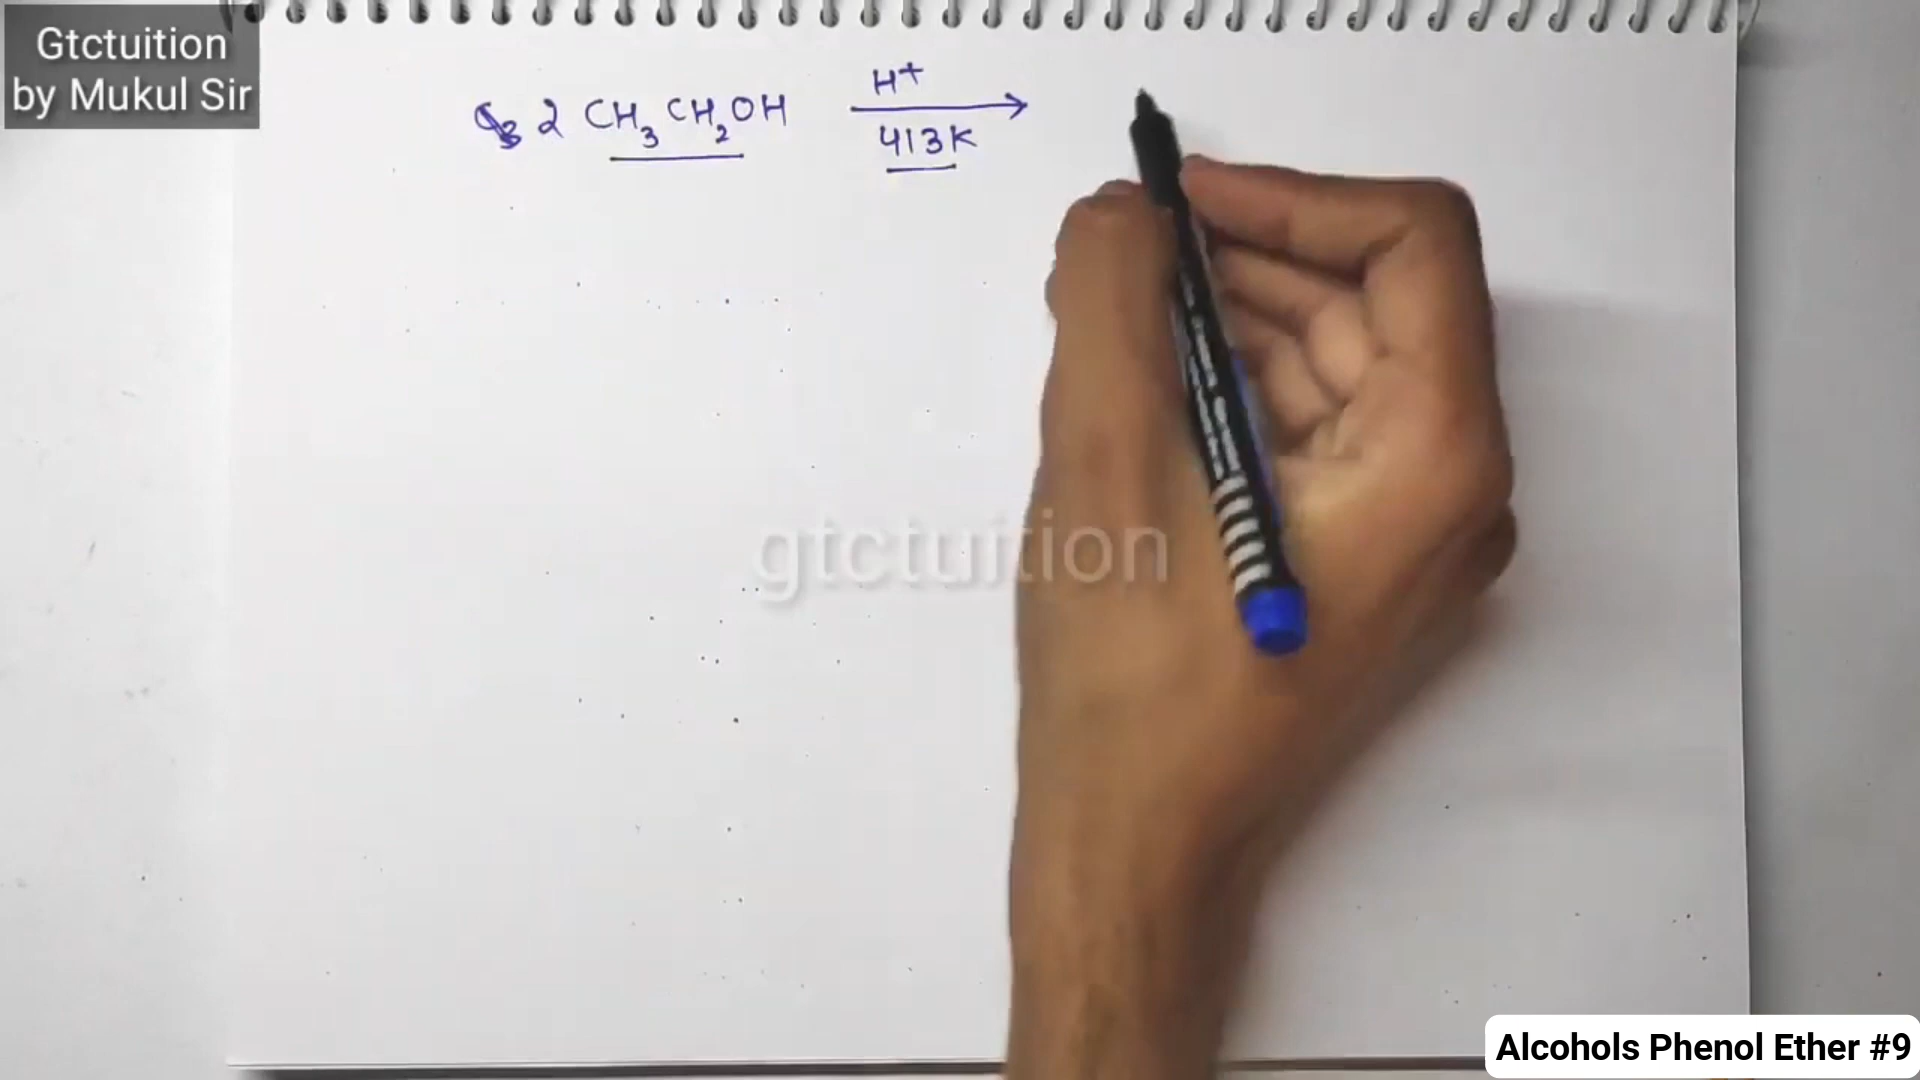 Gtctuition
by Mukul Sir
2 CH₃CH₂OH H⁺ 413K →
gtctuition
Alcohols Phenol Ether #9